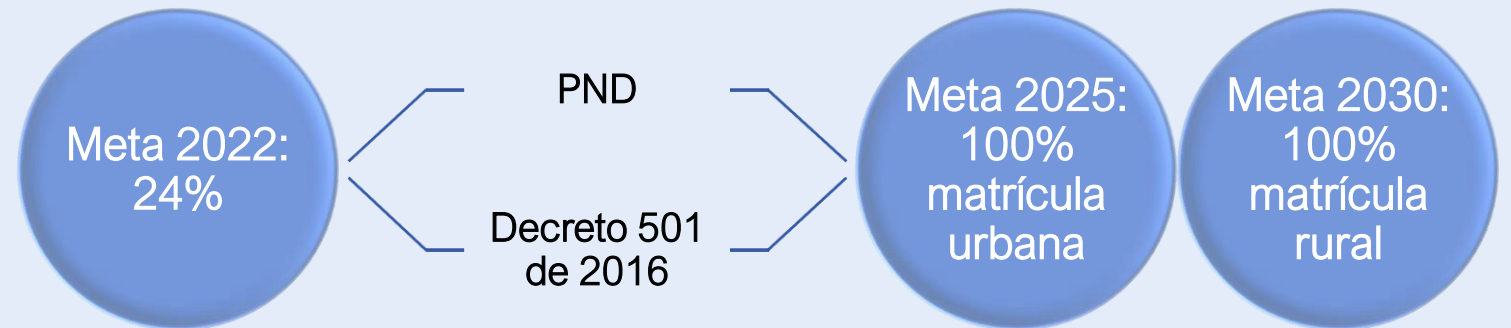 Meta 2022:
24%
PND
Decreto 501
de 2016
Meta 2025:
100%
matrícula
urbana
Meta 2030:
100%
matrícula
rural